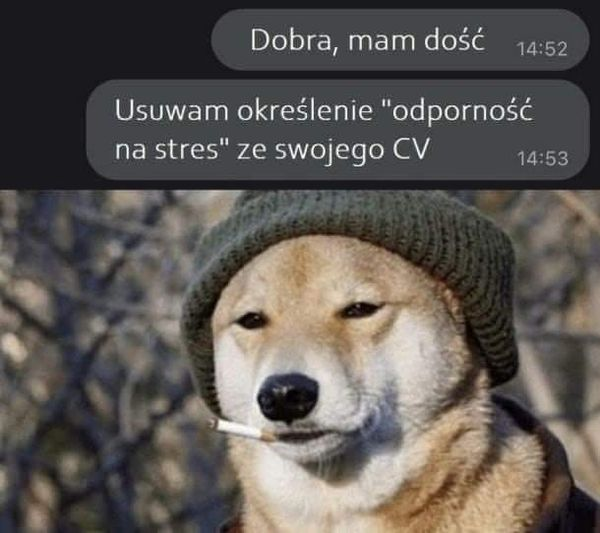 Dobra, mam dość 14:52
Usuwam określenie "odporność
na stres" ze swojego CV 14:53